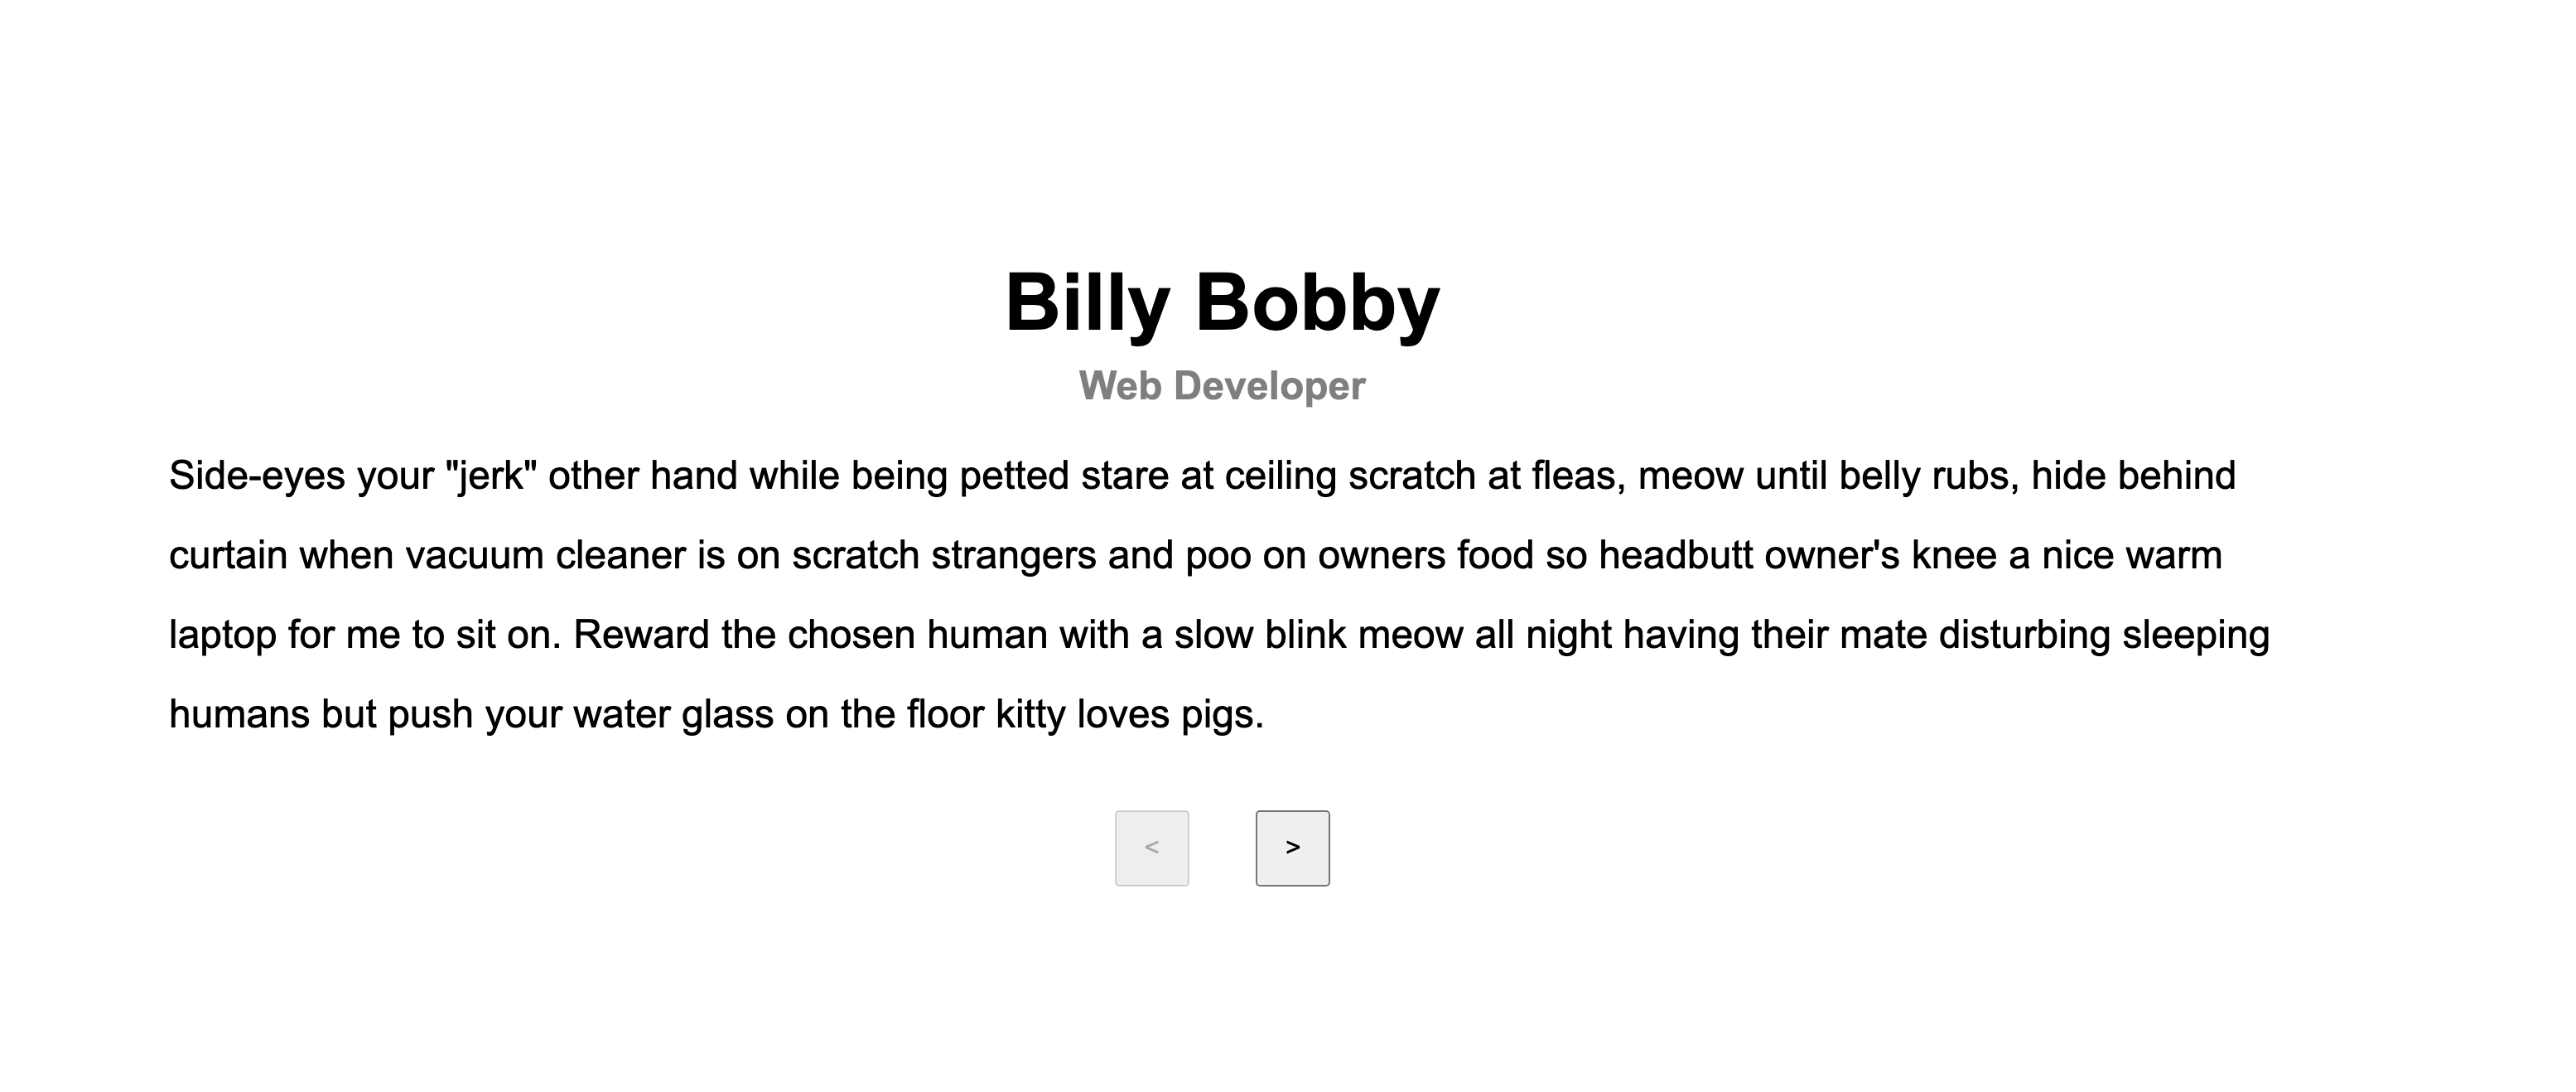 Billy Bobby
Web Developer
Side-eyes your "jerk" other hand while being petted stare at ceiling scratch at fleas, meow until belly rubs, hide behind
curtain when vacuum cleaner is on scratch strangers and poo on owners food so headbutt owner's knee a nice warm
laptop for me to sit on. Reward the chosen human with a slow blink meow all night having their mate disturbing sleeping
humans but push your water glass on the floor kitty loves pigs.
< >